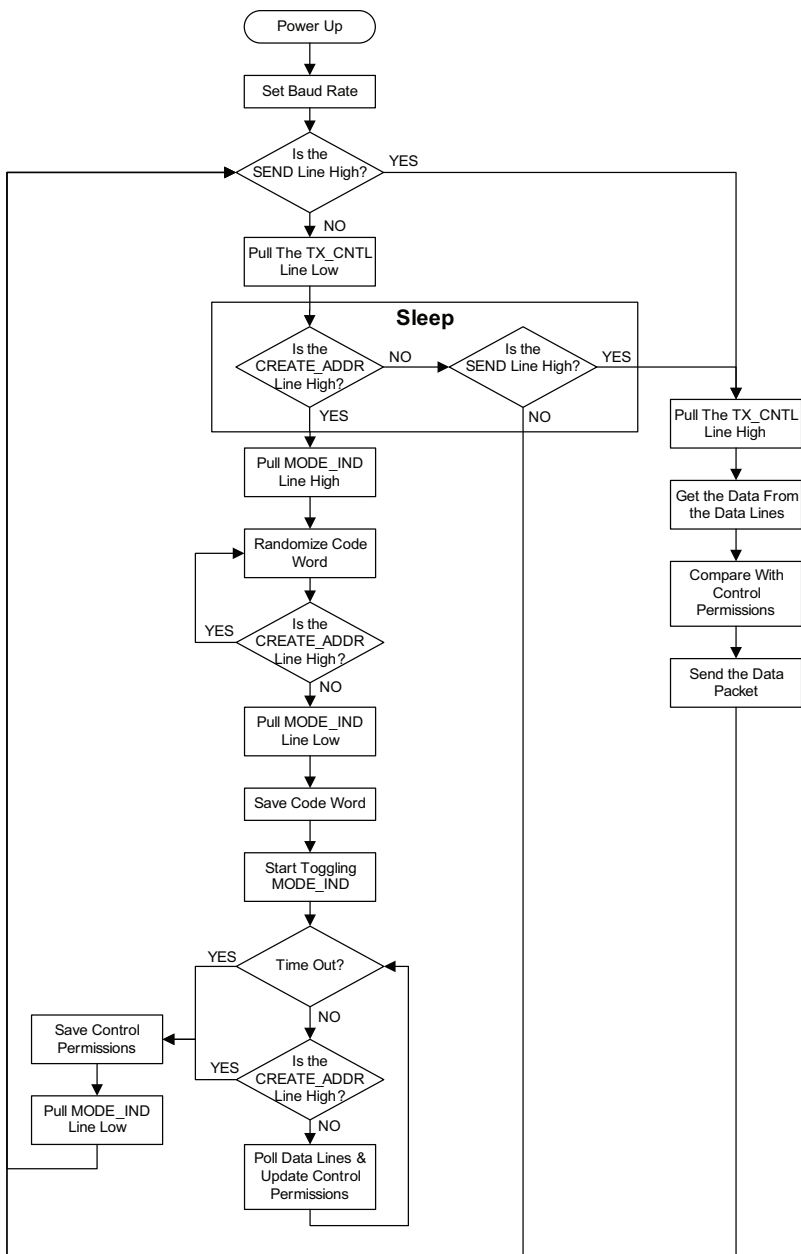 Power Up
Set Baud Rate
Is the
SEND Line High?
YES
NO
Pull The TX_CNTL
Line Low
Sleep
Is the
CREATE_ADDR
Line High?
NO
YES
Is the
SEND Line High?
YES
NO
Pull The TX_CNTL
Line High
Get the Data From
the Data Lines
Compare With
Control
Permissions
Send the Data
Packet
Pull MODE_IND
Line High
Randomize Code
Word
Is the
CREATE_ADDR
Line High?
YES
NO
Pull MODE_IND
Line Low
Save Code Word
Start Toggling
MODE_IND
Time Out?
YES
NO
Is the
CREATE_ADDR
Line High?
YES
NO
Save Control
Permissions
Pull MODE_IND
Line Low
Poll Data Lines &
Update Control
Permissions